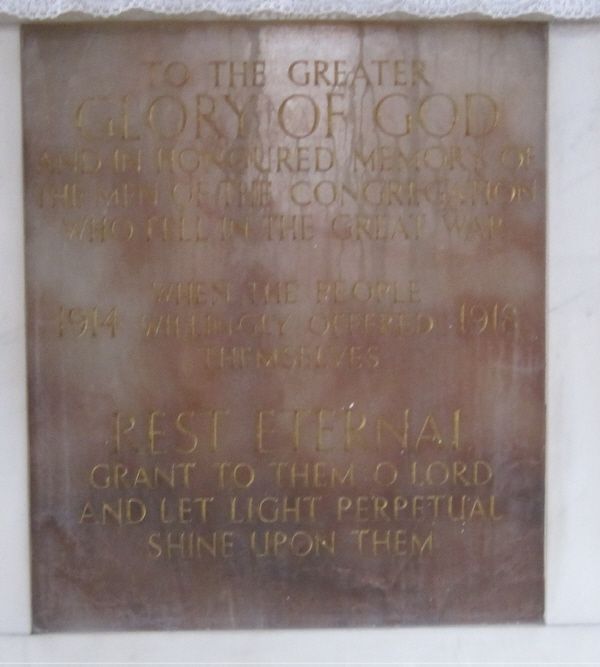 TO THE GREATER
GLORY OF GOD
AND IN HONOURED MEMORY OF
THE MEN OF THE CONGREGATION
WHO FELL IN THE GREAT WAR
WHEN THE PEOPLE
1914 WILLINGLY OFFERED 1918
THEMSELVES
REST ETERNAL
GRANT TO THEM O LORD
AND LET LIGHT PERPETUAL
SHINE UPON THEM